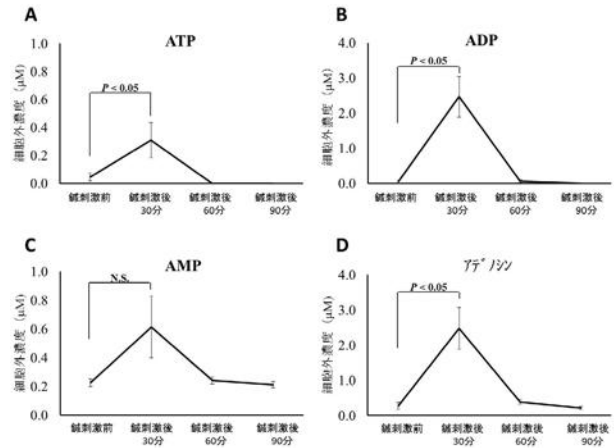 A
ATP
細胞外濃度（μM）
1.0
0.8
0.6
0.4
0.2
0.0
P < 0.05
鍼刺激前
鍼刺激後
30分
鍼刺激後
60分
鍼刺激後
90分
B
ADP
細胞外濃度（μM）
4.0
3.0
2.0
1.0
0.0
P < 0.05
鍼刺激前
鍼刺激後
30分
鍼刺激後
60分
鍼刺激後
90分
C
AMP
細胞外濃度（μM）
1.0
0.8
0.6
0.4
0.2
0.0
N.S.
鍼刺激前
鍼刺激後
30分
鍼刺激後
60分
鍼刺激後
90分
D
ｱﾃﾞﾉｼﾝ
細胞外濃度（μM）
4.0
3.0
2.0
1.0
0.0
P < 0.05
鍼刺激前
鍼刺激後
30分
鍼刺激後
60分
鍼刺激後
90分